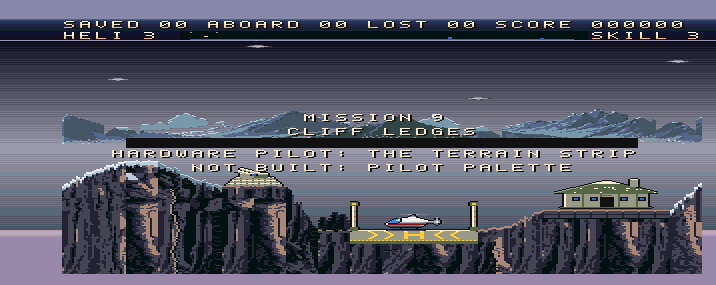 SAVED 00 ABOARD 00 LOST 00 SCORE 000000
HELI 3 SKILL 3
MISSION 9
CLIFF LEDGES
HARDWARE PILOT: THE TERRAIN STRIP
NOT BUILT: PILOT PALETTE
H